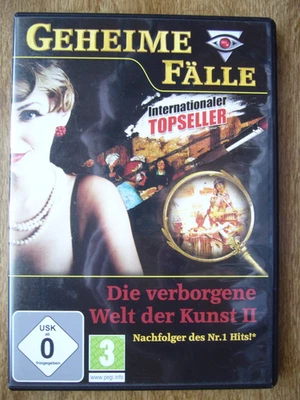 GEHEIME
FÄLLE
Internationaler
TOPSELLER
Die verborgene
Welt der Kunst II
Nachfolger des Nr.1 Hits!*
USK
ab
0
freigegeben
3
www.pegi.info